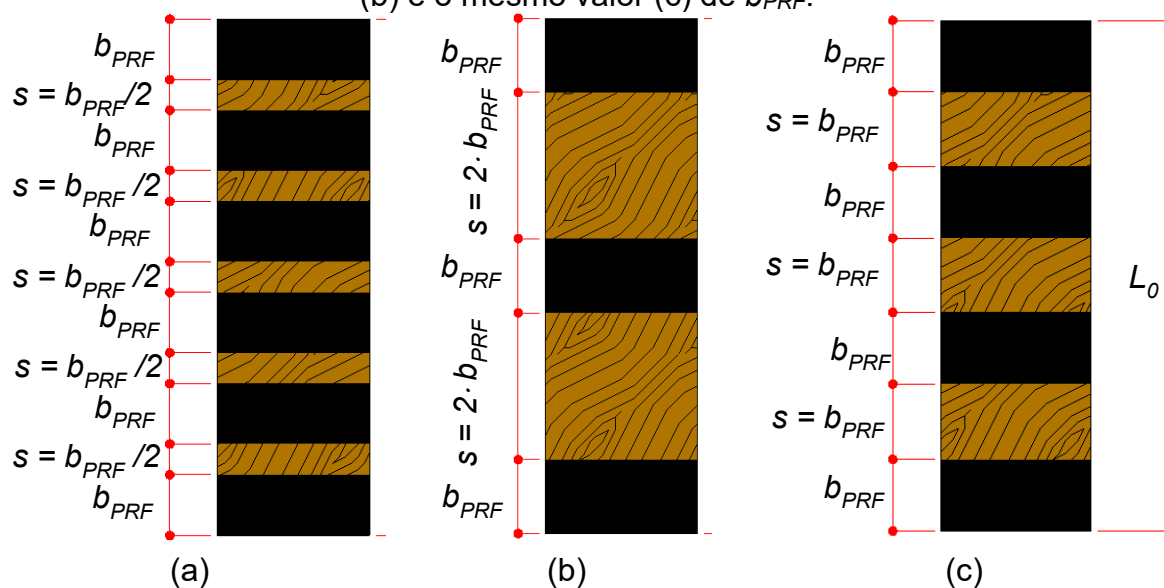 (b) e o mesmo valor (c) de bPRF.
bPRF
s = bPRF/2
bPRF
s = bPRF /2
bPRF
s = bPRF /2
bPRF
s = bPRF /2
bPRF
s = bPRF /2
bPRF
(a)
bPRF
s = 2· bPRF
bPRF
s = 2· bPRF
bPRF
(b)
bPRF
s = bPRF
bPRF
s = bPRF
bPRF
s = bPRF
bPRF
L0
(c)